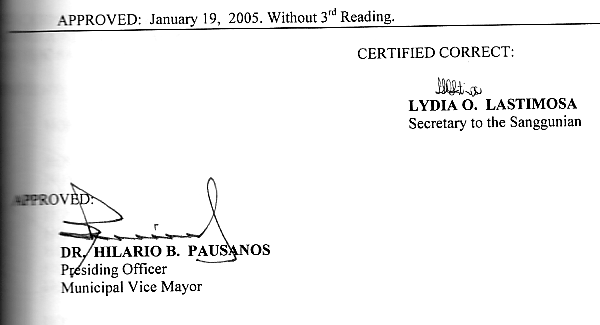 APPROVED: January 19, 2005. Without 3rd Reading.
CERTIFIED CORRECT:
LYDIA O. LASTIMOSA
Secretary to the Sanggunian
APPROVED:
DR. HILARIO B. PAUSANOS
Presiding Officer
Municipal Vice Mayor